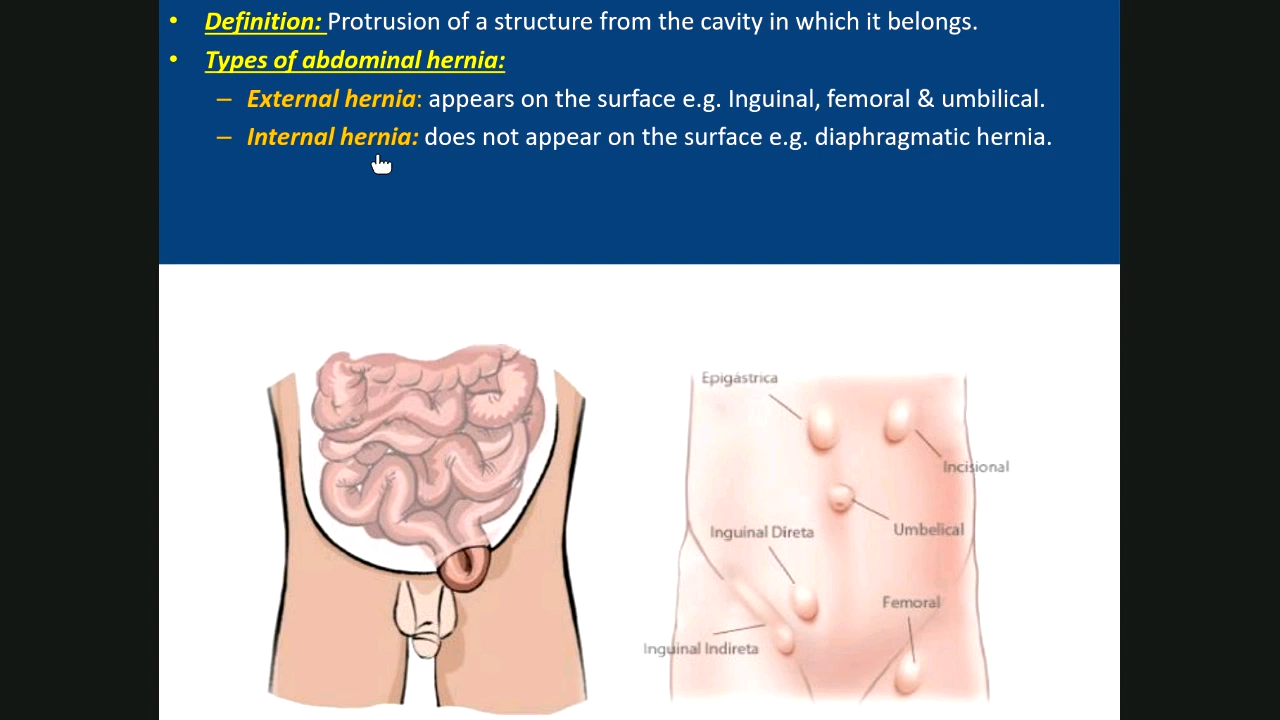 • Definition: Protrusion of a structure from the cavity in which it belongs.
• Types of abdominal hernia:
– External hernia: appears on the surface e.g. Inguinal, femoral & umbilical.
– Internal hernia: does not appear on the surface e.g. diaphragmatic hernia.
Epigástrica
Incisional
Umbelical
Inguinal Direta
Femoral
Inguinal Indireta